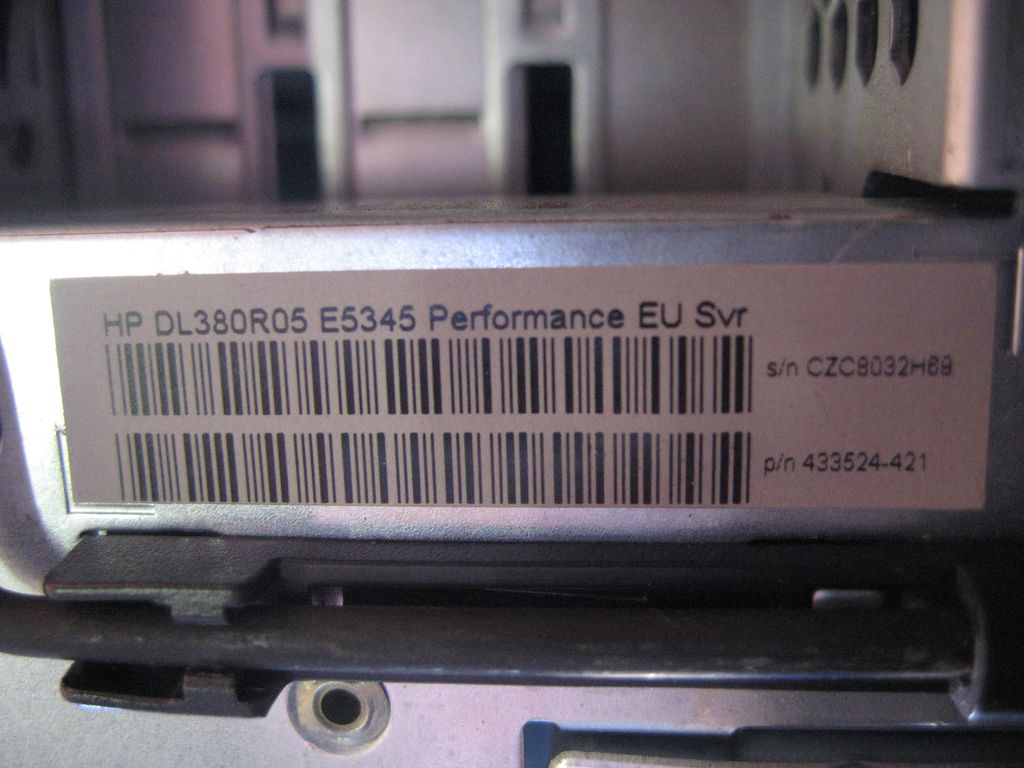 HP DL380R05 E5345 Performance EU Svr
s/n CZC8032H69
p/n 433524-421